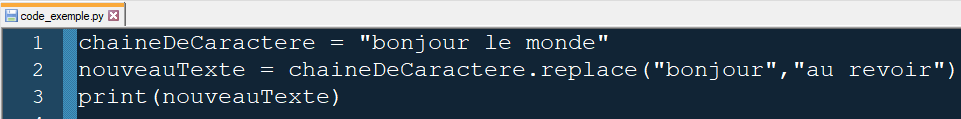 code_exemple.py
1 chaineDeCaractere = "bonjour le monde"
2 nouveauTexte = chaineDeCaractere.replace("bonjour","au revoir")
3 print(nouveauTexte)